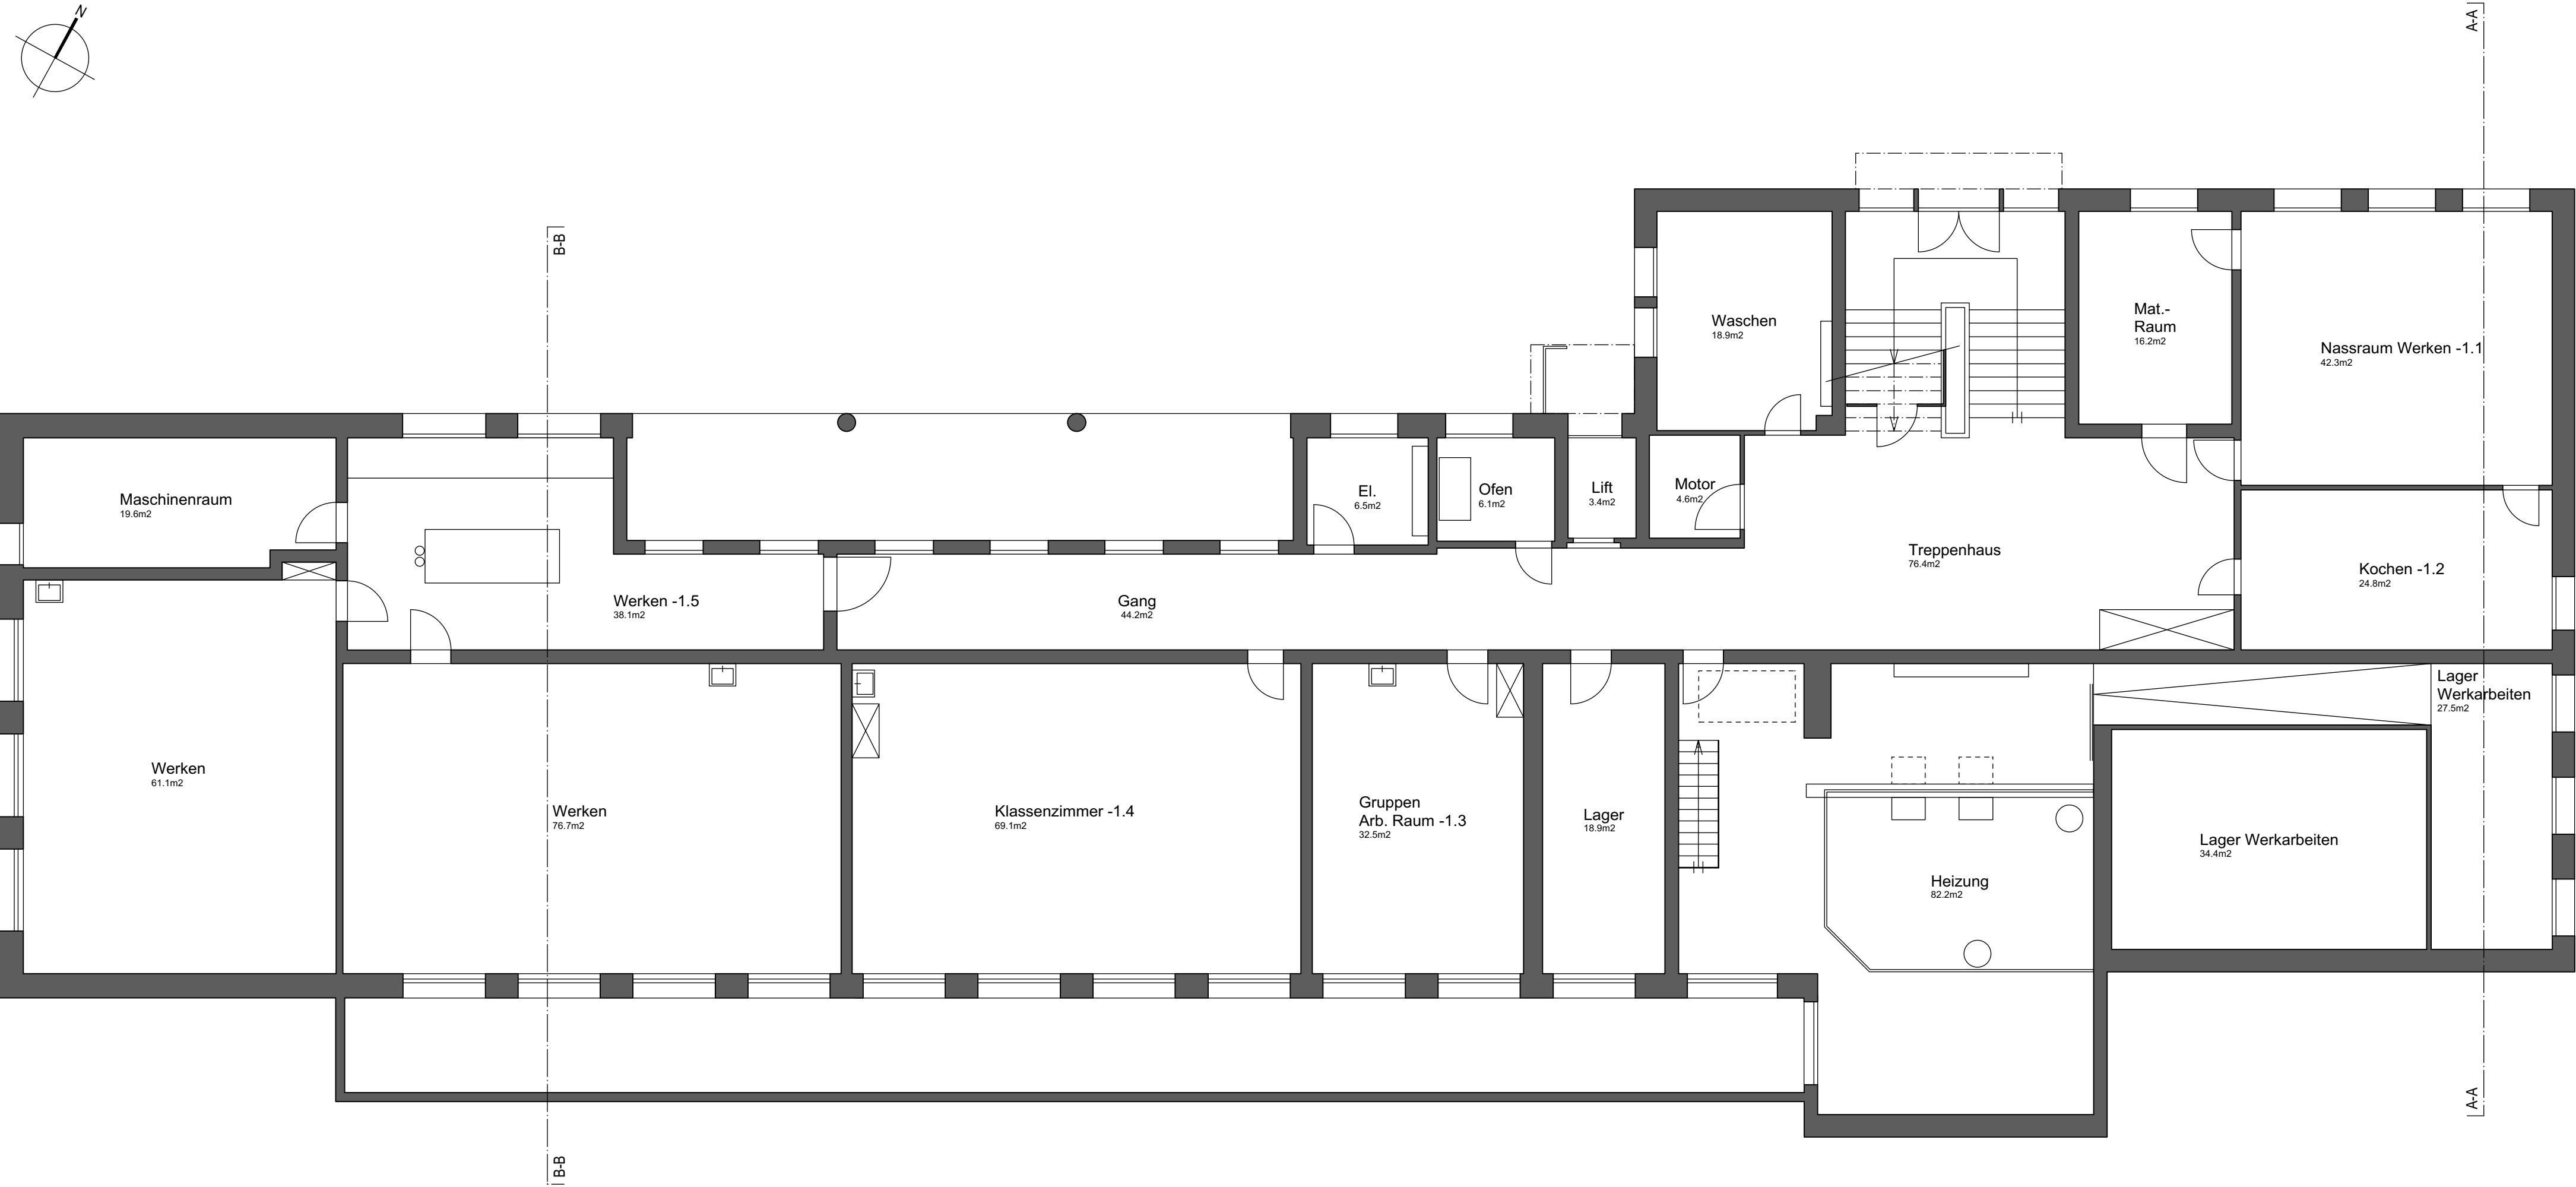 N
A-A
B-B
Waschen
18.9m2
Mat.-
Raum
16.2m2
Nassraum Werken -1.1
42.3m2
Maschinenraum
19.6m2
El.
6.5m2
Ofen
6.1m2
Lift
3.4m2
Motor
4.6m2
Treppenhaus
76.4m2
Kochen -1.2
24.8m2
Werken -1.5
38.1m2
Gang
44.2m2
Lager
Werkarbeiten
27.5m2
Werken
61.1m2
Werken
76.7m2
Klassenzimmer -1.4
69.1m2
Gruppen
Arb. Raum -1.3
32.5m2
Lager
18.9m2
Lager Werkarbeiten
34.4m2
Heizung
82.2m2
A-A
B-B